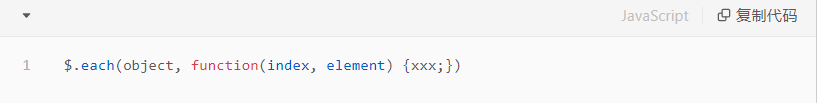 JavaScript 复制代码
1 $.each(object, function(index, element) {xxx;})